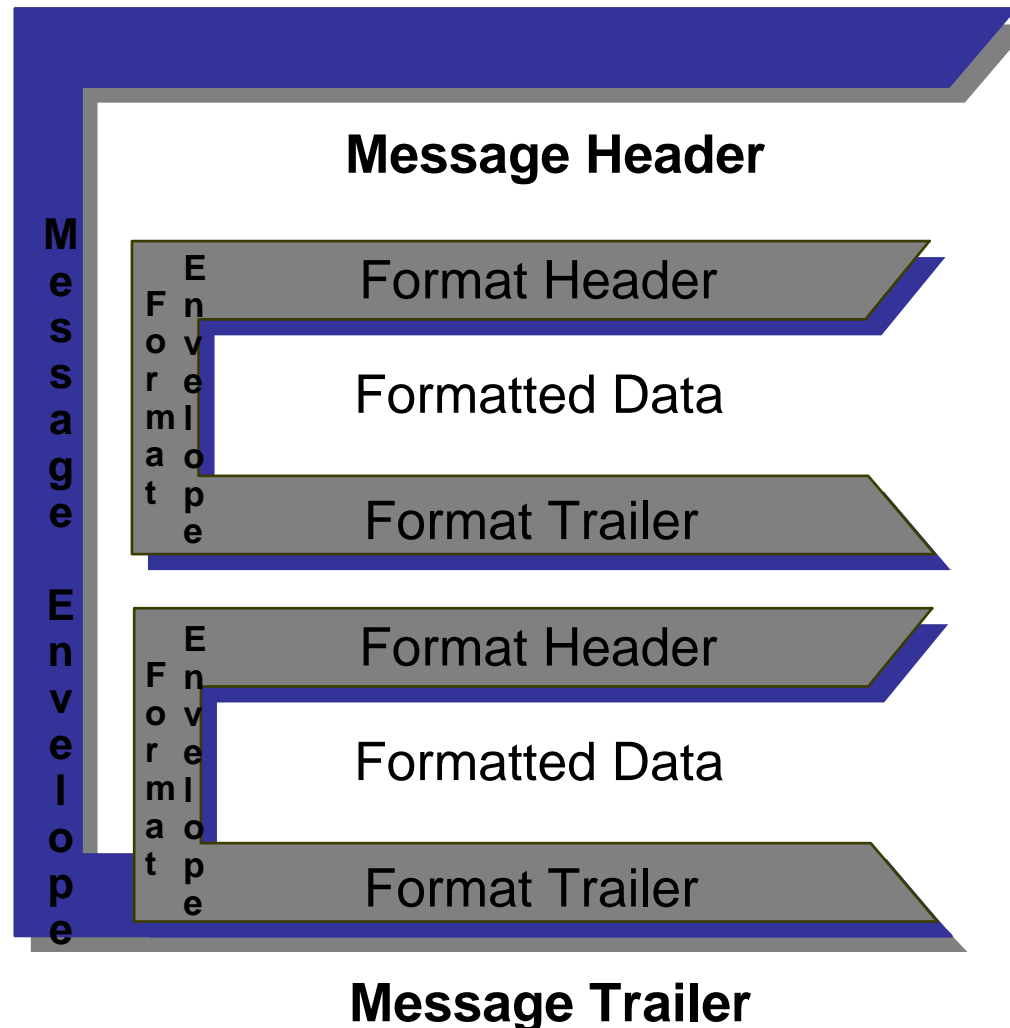 Message Header
Message Envelope
Format Envelope
Format Header
Formatted Data
Format Trailer
Format Envelope
Format Header
Formatted Data
Format Trailer
Message Trailer